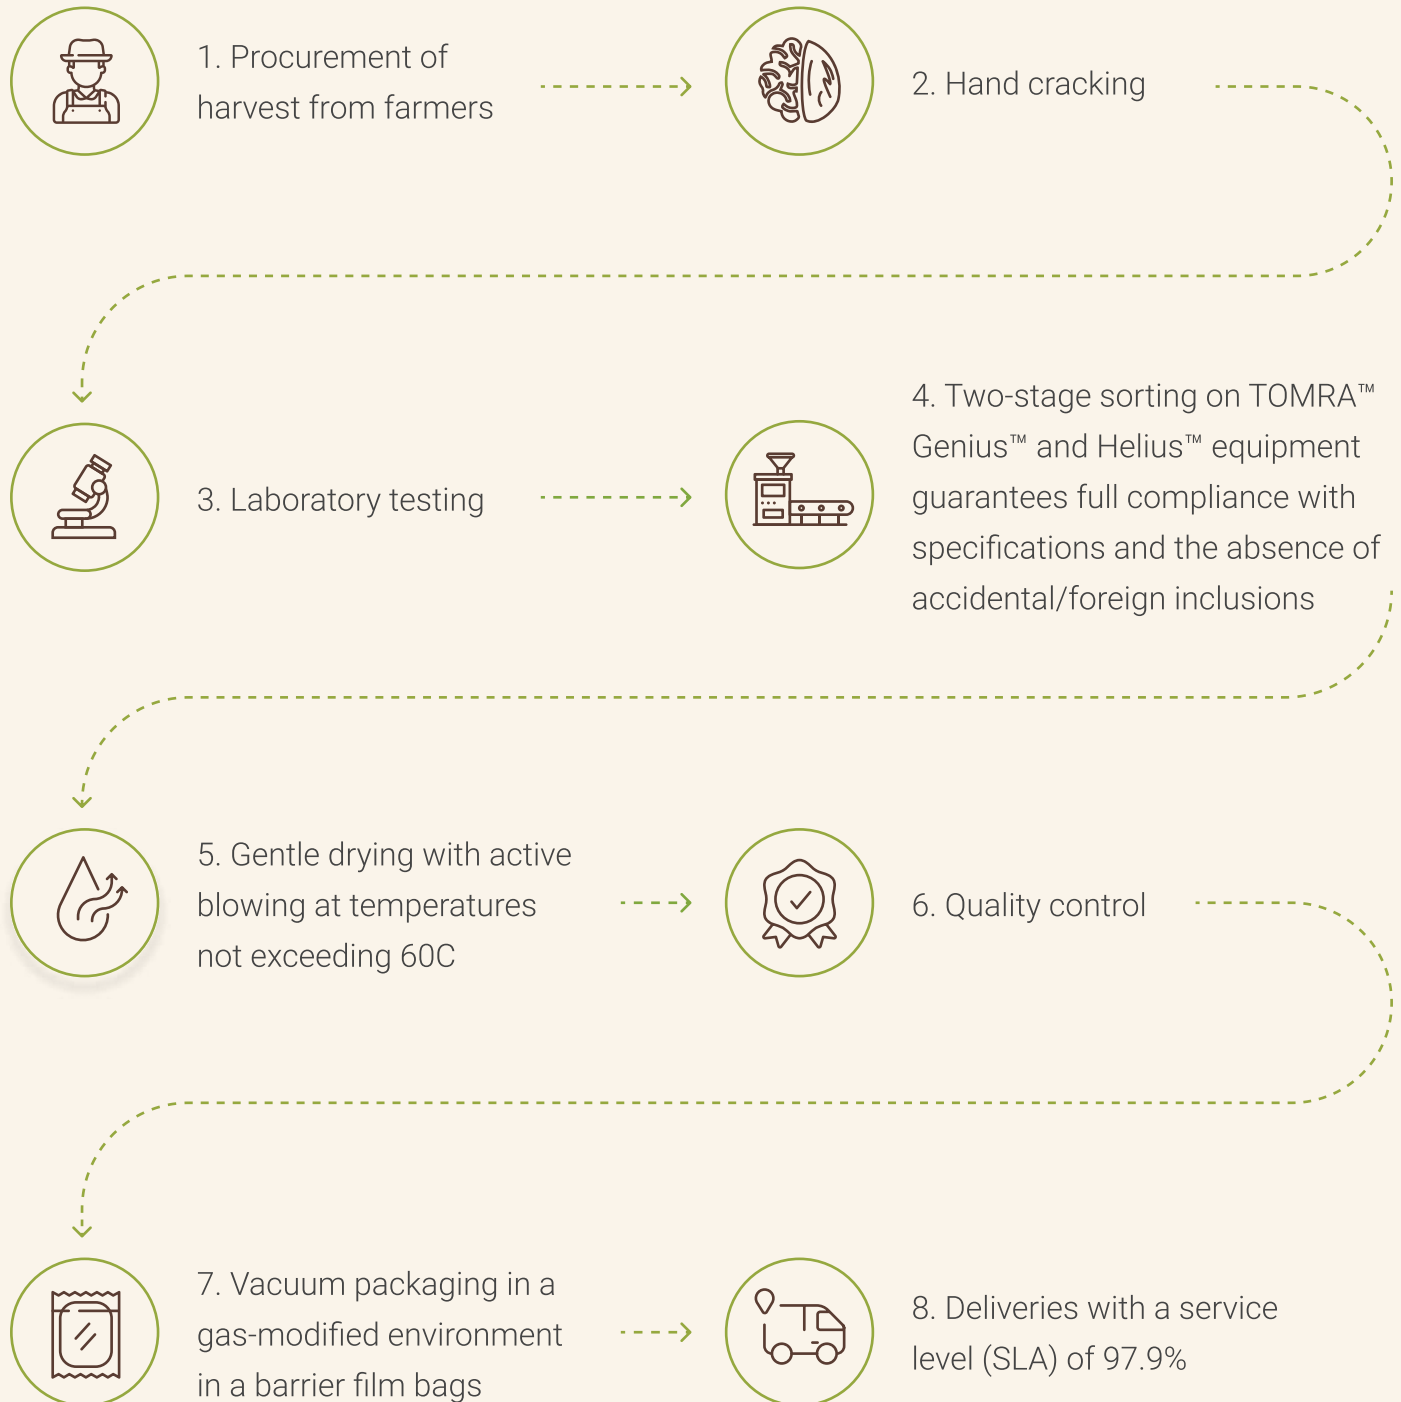 1. Procurement of
harvest from farmers
2. Hand cracking
3. Laboratory testing
4. Two-stage sorting on TOMRA™
Genius™ and Helius™ equipment
guarantees full compliance with
specifications and the absence of
accidental/foreign inclusions
5. Gentle drying with active
blowing at temperatures
not exceeding 60C
6. Quality control
7. Vacuum packaging in a
gas-modified environment
in a barrier film bags
8. Deliveries with a service
level (SLA) of 97.9%